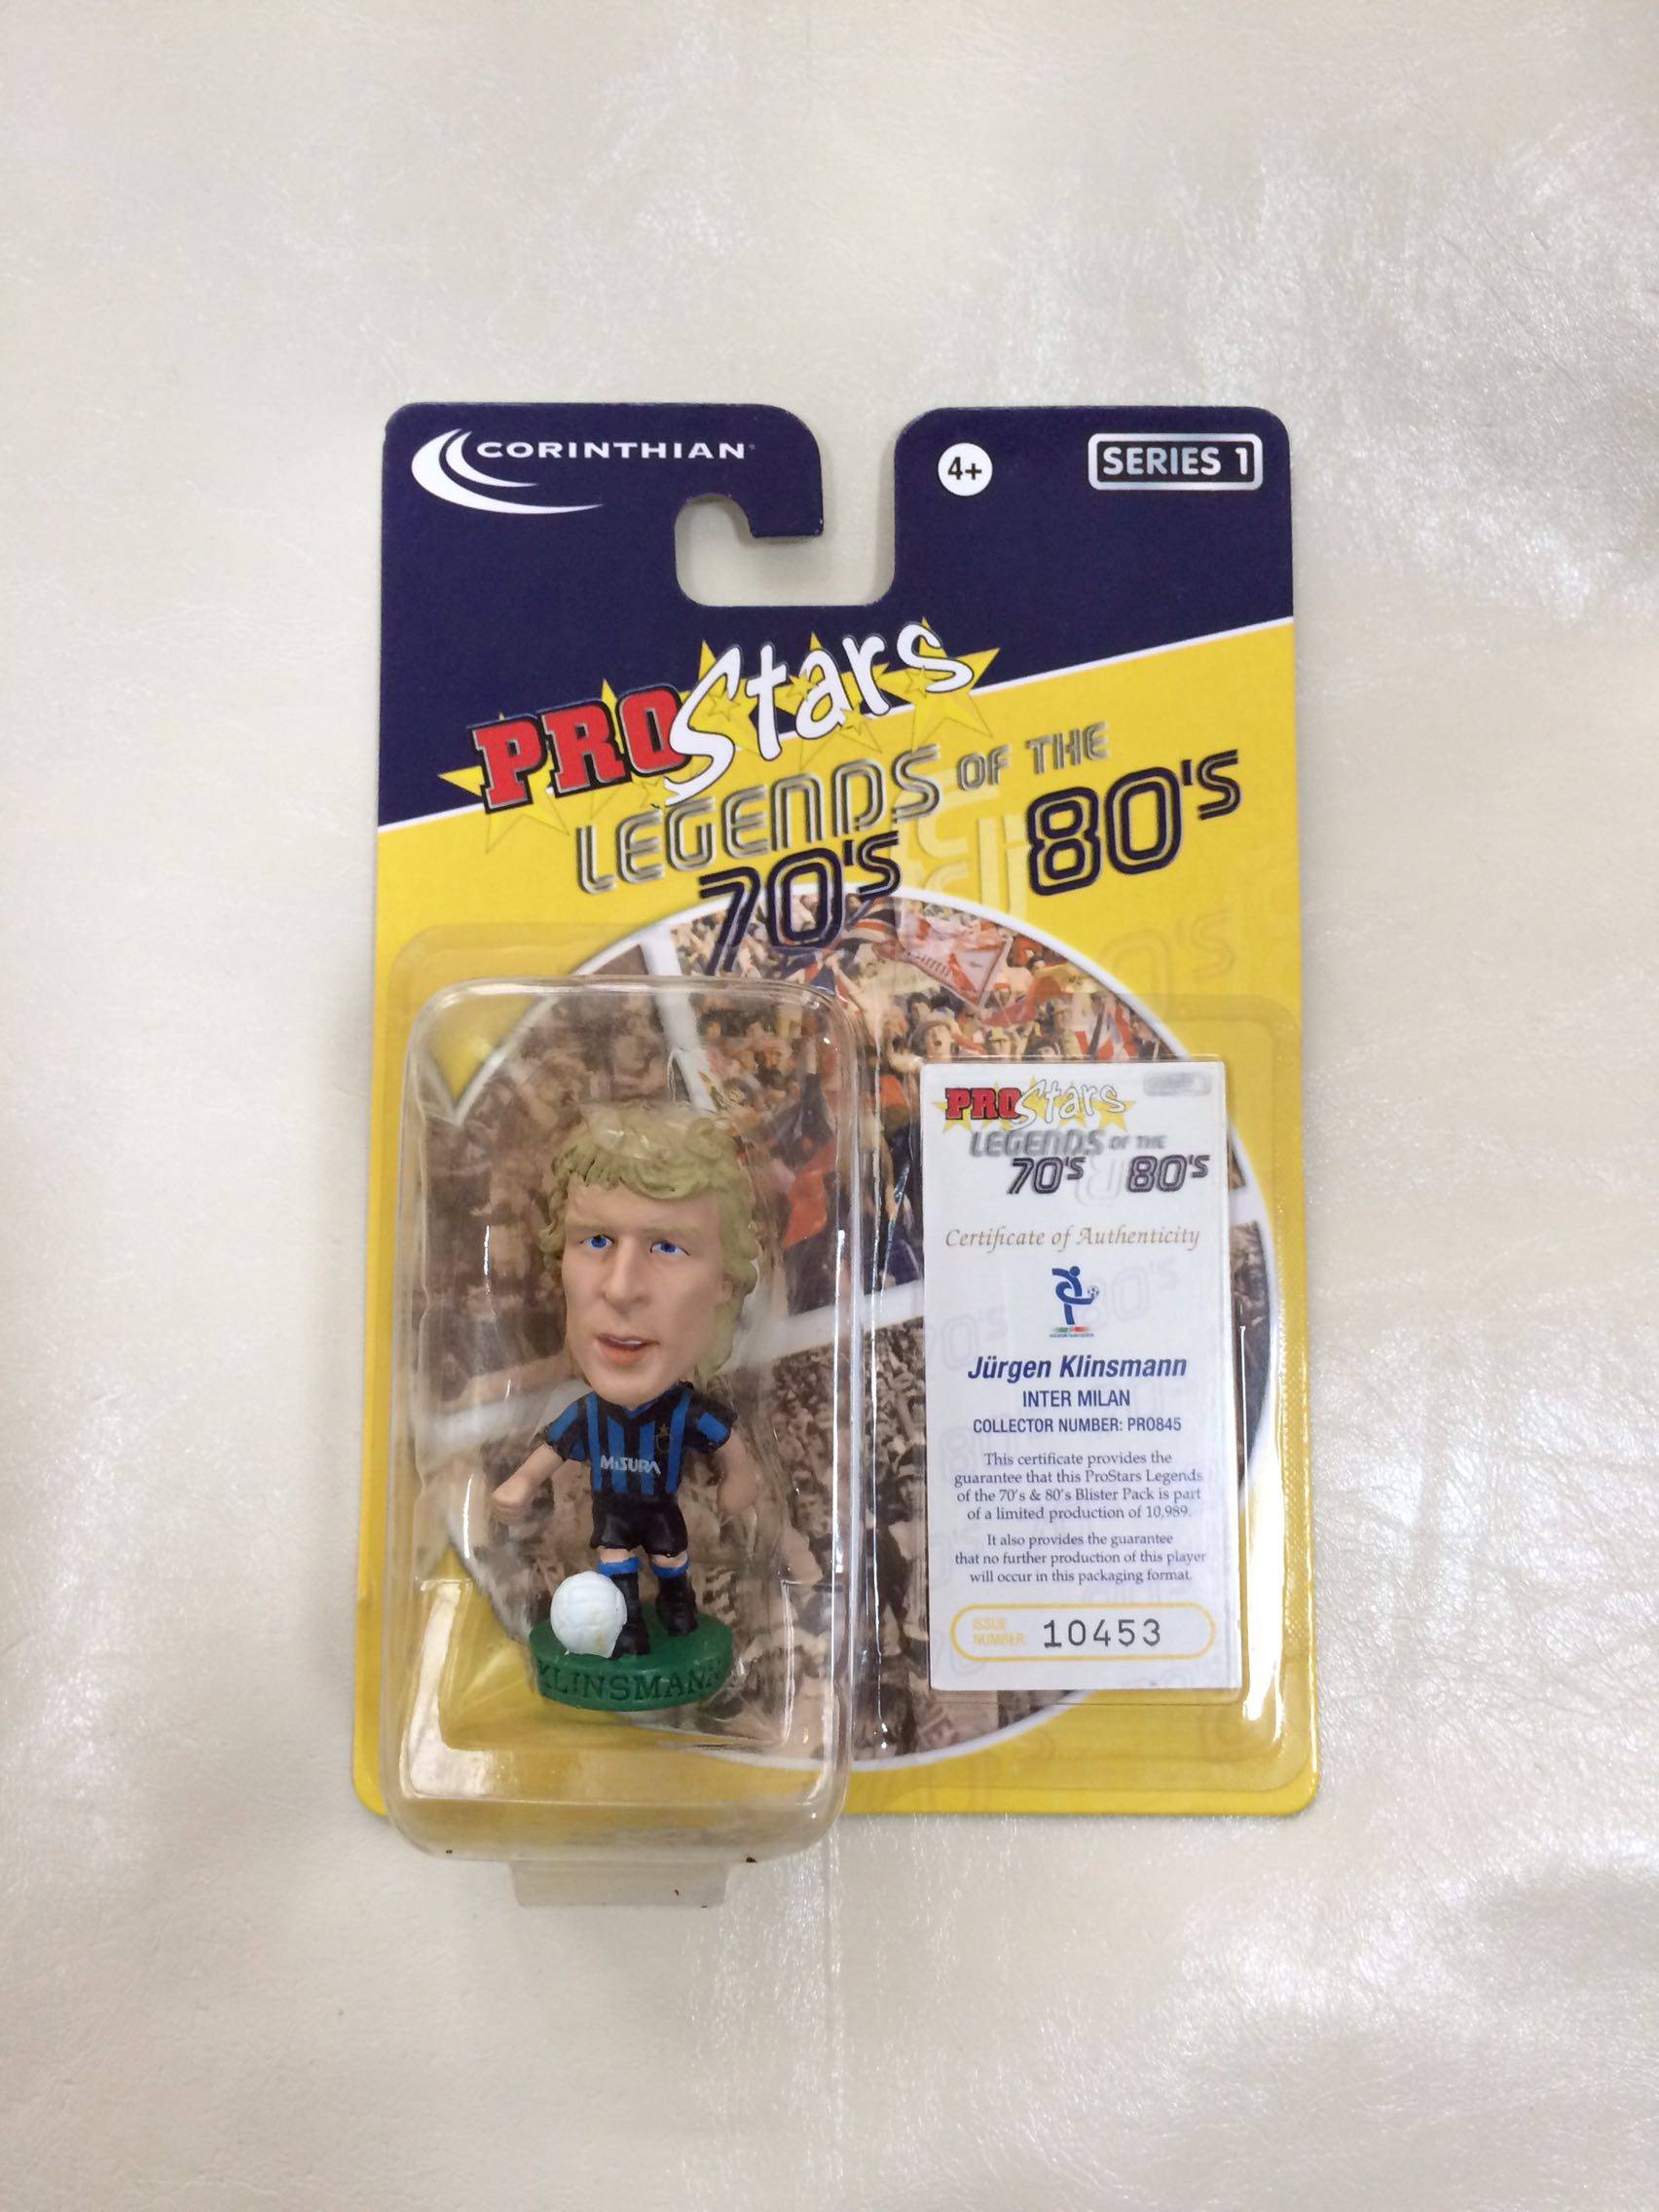 CORINTHIAN
4+
SERIES 1
PROStars
LEGENDS OF THE
70'S 80'S
PROStars
LEGENDS OF THE
70'S 80'S
Certificate of Authenticity
Jürgen Klinsmann
INTER MILAN
COLLECTOR NUMBER: PRO845
This certificate provides the
guarantee that this ProStars Legends
of the 70's & 80's Blister Pack is part
of a limited production of 10,989.
It also provides the guarantee
that no further production of this player
will occur in this packaging format.
ISSUE
NUMBER: 10453
MISURA
KLINSMANN